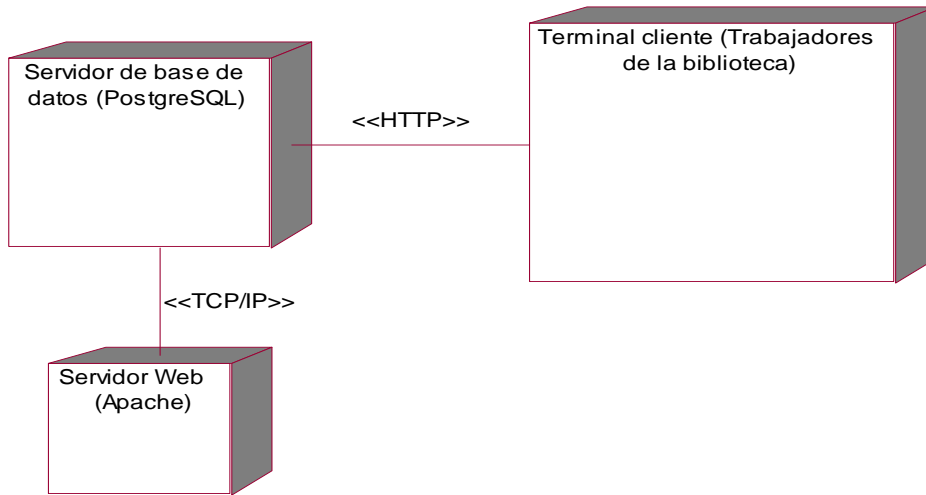 Servidor de base de
datos (PostgreSQL)
<<HTTP>>
Terminal cliente (Trabajadores
de la biblioteca)
<<TCP/IP>>
Servidor Web
(Apache)